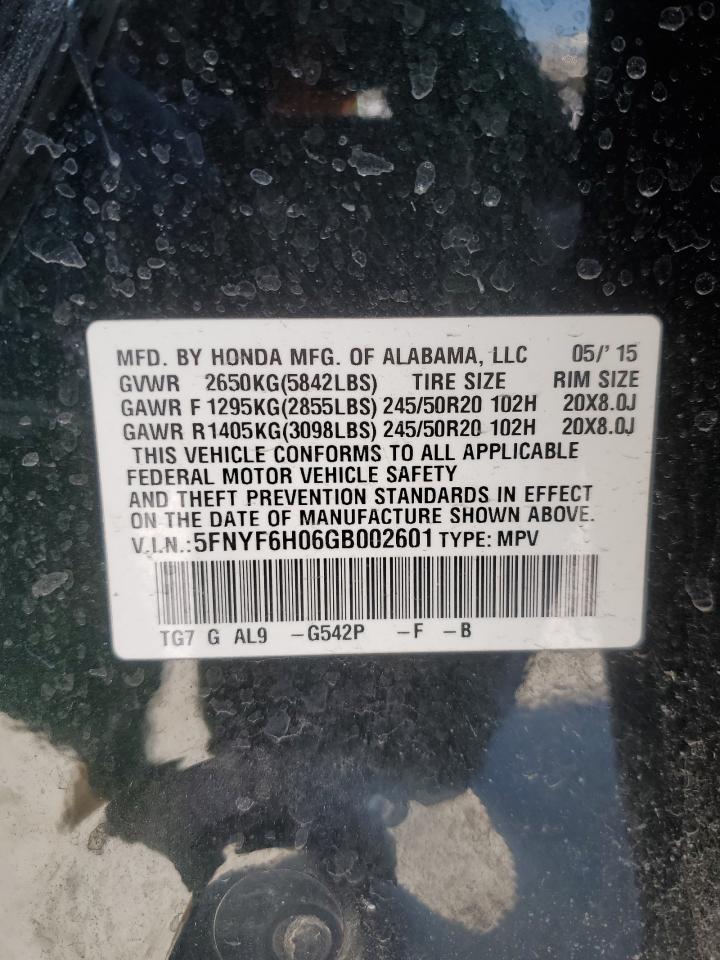 MFD. BY HONDA MFG. OF ALABAMA, LLC 05/' 15
GVWR 2650KG(5842LBS) TIRE SIZE RIM SIZE
GAWR F 1295KG(2855LBS) 245/50R20 102H 20X8.0J
GAWR R1405KG(3098LBS) 245/50R20 102H 20X8.0J
THIS VEHICLE CONFORMS TO ALL APPLICABLE
FEDERAL MOTOR VEHICLE SAFETY
AND THEFT PREVENTION STANDARDS IN EFFECT
ON THE DATE OF MANUFACTURE SHOWN ABOVE.
V.I.N.:5FNYF6H06GB002601 TYPE: MPV
TG7 G AL9 -G542P -F -B